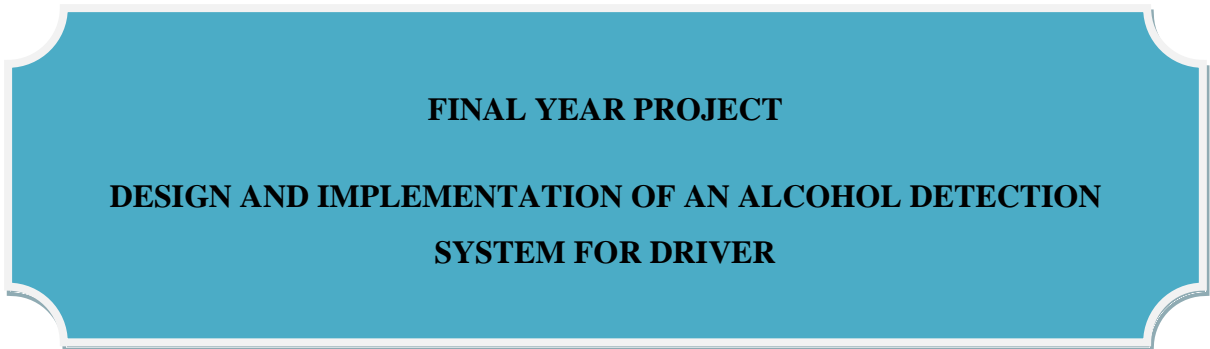 FINAL YEAR PROJECT
DESIGN AND IMPLEMENTATION OF AN ALCOHOL DETECTION
SYSTEM FOR DRIVER